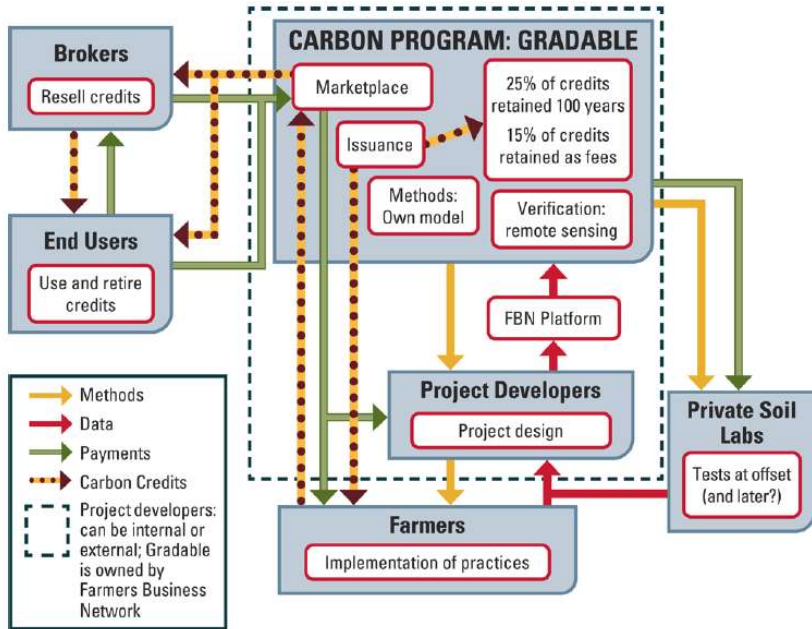 Brokers
Resell credits
End Users
Use and retire
credits
CARBON PROGRAM: GRADABLE
Marketplace
Issuance
25% of credits
retained 100 years
15% of credits
retained as fees
Methods:
Own model
Verification:
remote sensing
FBN Platform
Project Developers
Project design
Private Soil
Labs
Tests at offset
(and later?)
Farmers
Implementation of practices
Methods
Data
Payments
Carbon Credits
Project developers:
can be internal or
external; Gradable
is owned by
Farmers Business
Network